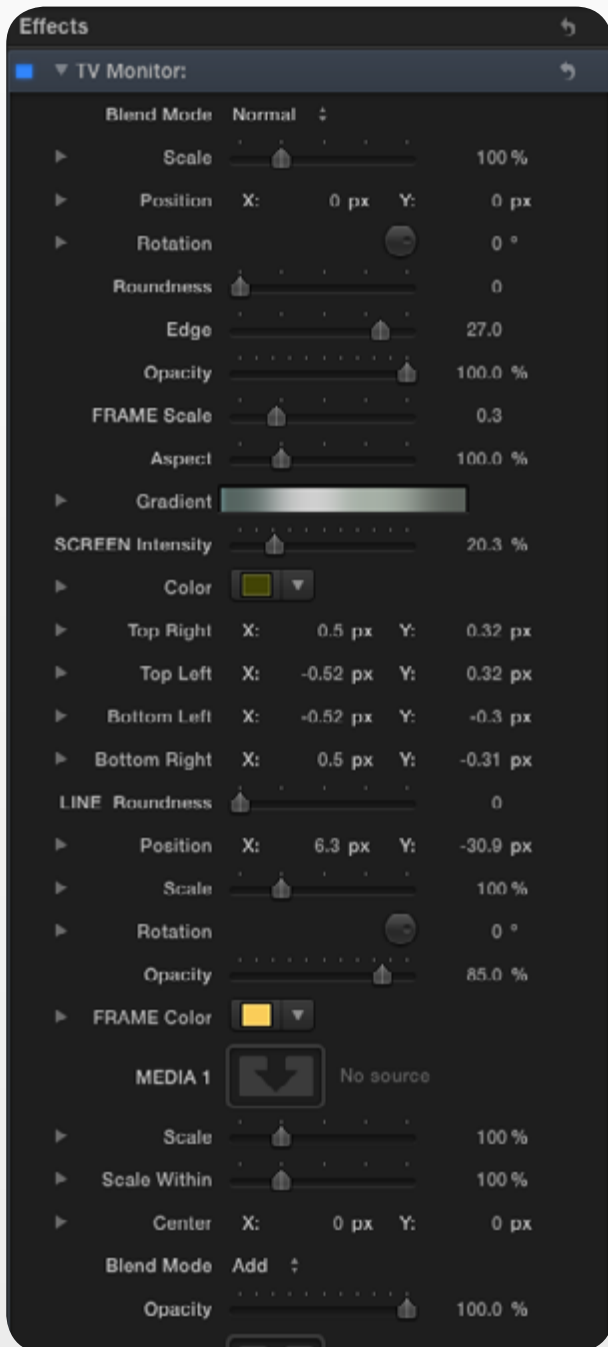 Effects
TV Monitor:
Blend Mode Normal
Scale 100 %
Position X: 0 px Y: 0 px
Rotation 0 °
Roundness 0
Edge 27.0
Opacity 100.0 %
FRAME Scale 0.3
Aspect 100.0 %
Gradient
SCREEN Intensity 20.3 %
Color
Top Right X: 0.5 px Y: 0.32 px
Top Left X: -0.52 px Y: 0.32 px
Bottom Left X: -0.52 px Y: -0.3 px
Bottom Right X: 0.5 px Y: -0.31 px
LINE Roundness 0
Position X: 6.3 px Y: -30.9 px
Scale 100 %
Rotation 0 °
Opacity 85.0 %
FRAME Color
MEDIA 1 No source
Scale 100 %
Scale Within 100 %
Center X: 0 px Y: 0 px
Blend Mode Add
Opacity 100.0 %